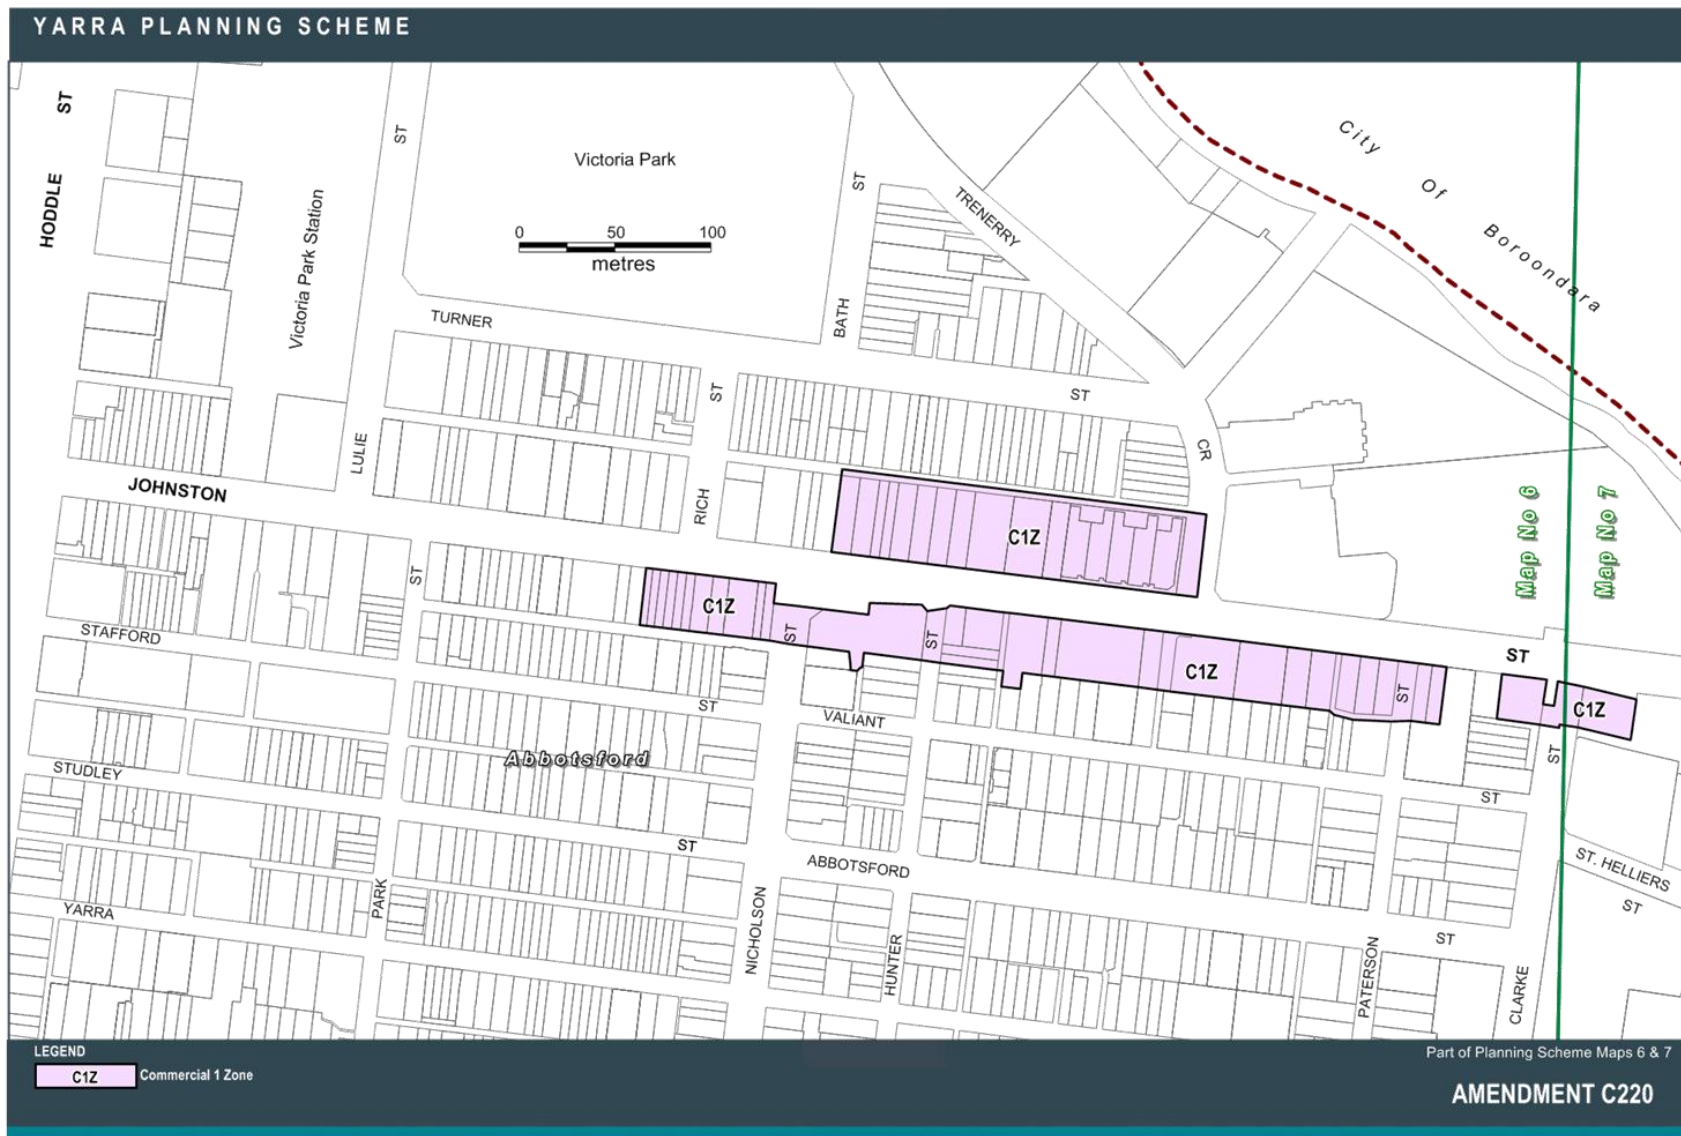 YARRA PLANNING SCHEME
HODDLE ST
Victoria Park Station
ST
Victoria Park
0 50 100
metres
BATH ST
TRENERRY
CR
City Of Boroondara
TURNER
ST
ST
LULIE
RICH
JOHNSTON
ST
C1Z
C1Z
ST
ST
C1Z
ST
C1Z
ST
Map No 6
Map No 7
STAFFORD
ST
VALIANT
ST
Abbotsford
STUDLEY
ST
ABBOTSFORD
ST
ST. HELLIERS
ST
YARRA
PARK
NICHOLSON
HUNTER
PATERSON
CLARKE
ST
LEGEND
C1Z Commercial 1 Zone
Part of Planning Scheme Maps 6 & 7
AMENDMENT C220